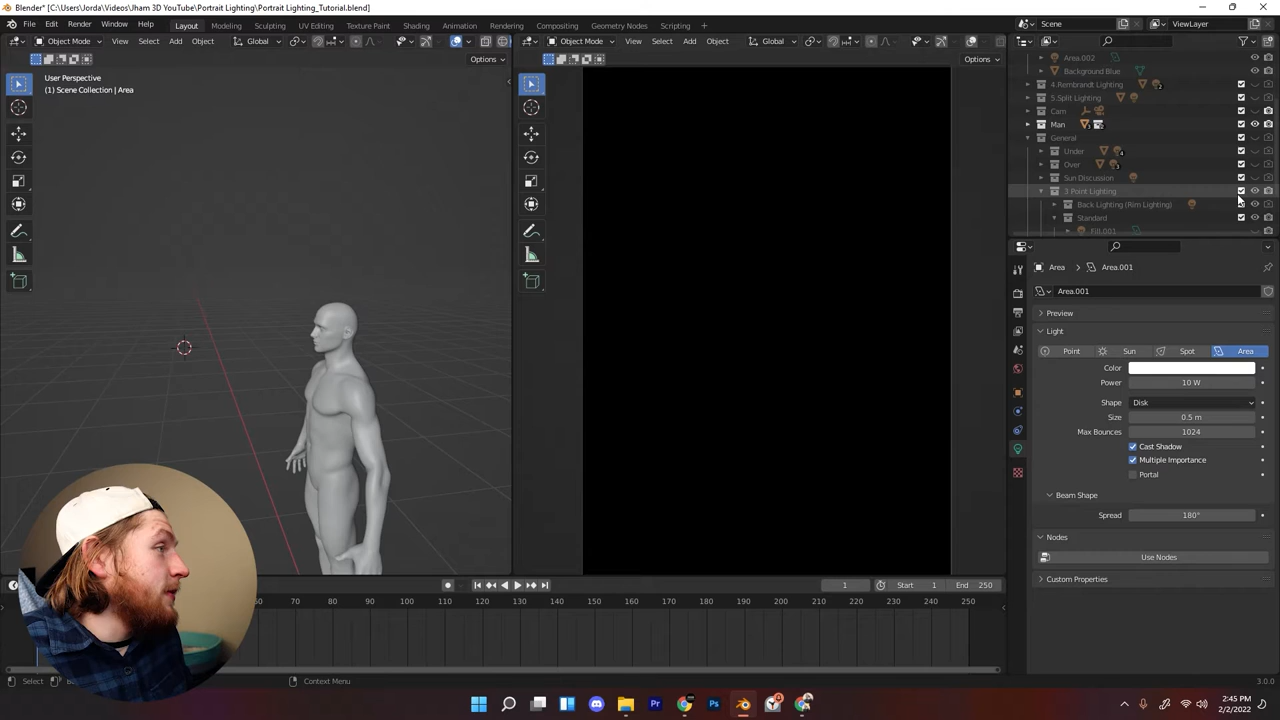 Blender* [C:\Users\Jorda\Videos\Jham 3D YouTube\Portrait Lighting\Portrait Lighting_Tutorial.blend]
File Edit Render Window Help Layout Modeling Sculpting UV Editing Texture Paint Shading Animation Rendering Compositing Geometry Nodes Scripting Scene ViewLayer
Object Mode View Select Add Object Global Object Mode View Select Add Object Global
Options Options
User Perspective
(1) Scene Collection | Area
Area.002
Background Blue
4.Rembrandt Lighting 2
5.Split Lighting
Cam
Man
General
Under 4
Over 3
Sun Discussion
3 Point Lighting
Back Lighting (Rim Lighting)
Standard
Fill.001
Area Area.001
Area.001
Preview
Light
Point Sun Spot Area
Color
Power 10 W
Shape Disk
Size 0.5 m
Max Bounces 1024
Cast Shadow
Multiple Importance
Portal
Beam Shape
Spread 180°
Nodes
Use Nodes
Custom Properties
1 Start 1 End 250
60 70 80 90 100 110 120 130 140 150 160 170 180 190 200 210 220 230 240 250
Select Context Menu 3.0.0
2:45 PM
2/2/2022